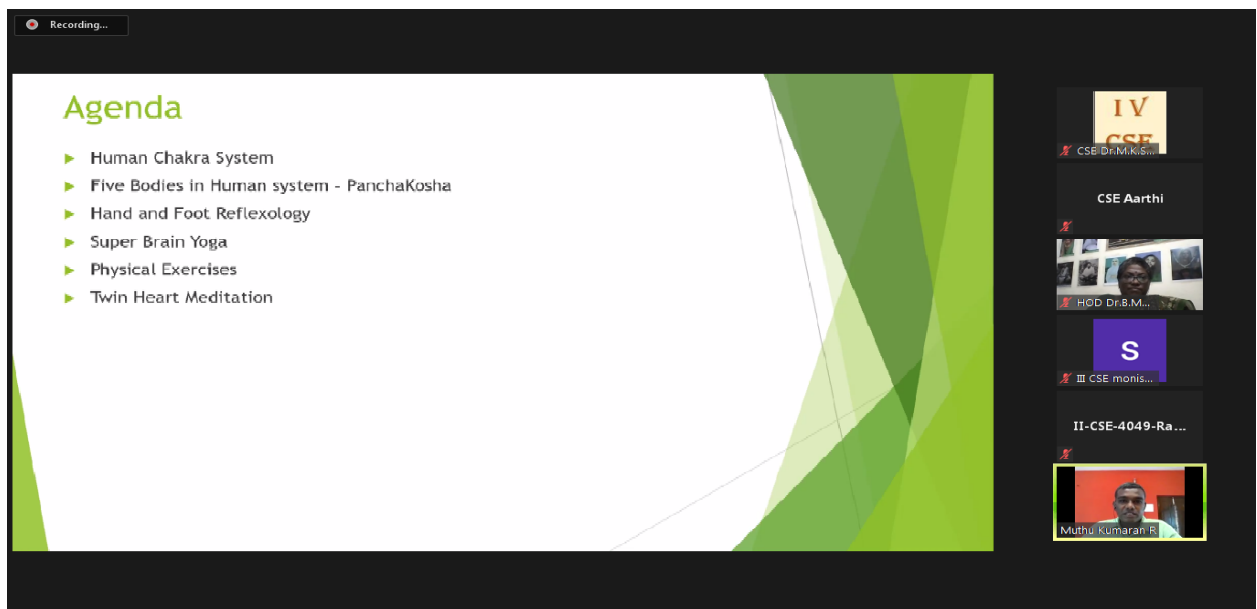 Recording...
Agenda
Human Chakra System
Five Bodies in Human system - PanchaKosha
Hand and Foot Reflexology
Super Brain Yoga
Physical Exercises
Twin Heart Meditation
I V
CSE
CSE Dr.M.K.S...
CSE Aarthi
HOD Dr.B.M...
S
III CSE monis...
II-CSE-4049-Ra...
Muthu Kumaran R